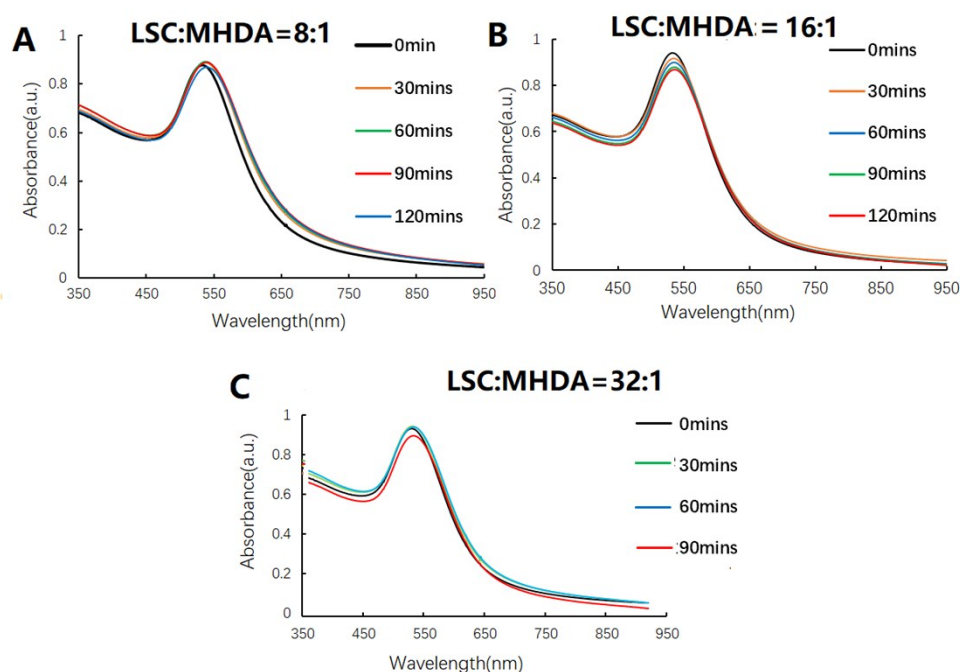 A
LSC:MHDA=8:1
Absorbance(a.u.)
1
0.8
0.6
0.4
0.2
0
350 450 550 650 750 850 950
Wavelength(nm)
0min
30mins
60mins
90mins
120mins
B
LSC:MHDA = 16:1
Absorbance(a.u.)
1
0.8
0.6
0.4
0.2
0
350 450 550 650 750 850 950
Wavelength(nm)
0mins
30mins
60mins
90mins
120mins
C
LSC:MHDA=32:1
Absorbance(a.u.)
1
0.8
0.6
0.4
0.2
0
350 450 550 650 750 850 950
Wavelength(nm)
0mins
30mins
60mins
90mins